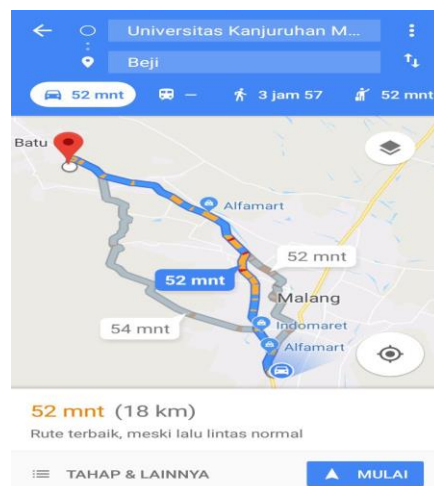 Universitas Kanjuruhan M...
Beji
52 mnt – 3 jam 57 52 mnt
Batu
Alfamart
52 mnt
52 mnt
Malang
54 mnt
Indomaret
Alfamart
52 mnt (18 km)
Rute terbaik, meski lalu lintas normal
TAHAP & LAINNYA MULAI